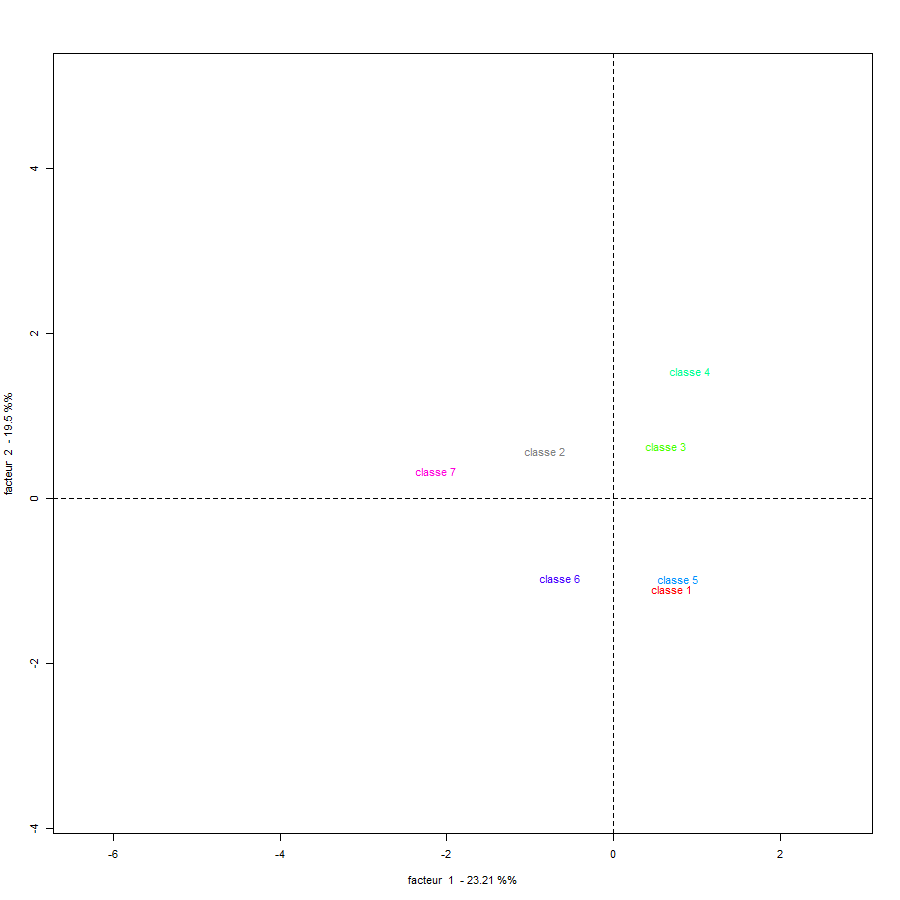 4
classe 4
2
classe 3
classe 2
classe 7
facteur  2  - 19.5 %%
0
classe 6
classe 5
classe 1
-2
-4
-6
-4
-2
0
2
facteur  1  - 23.21 %%